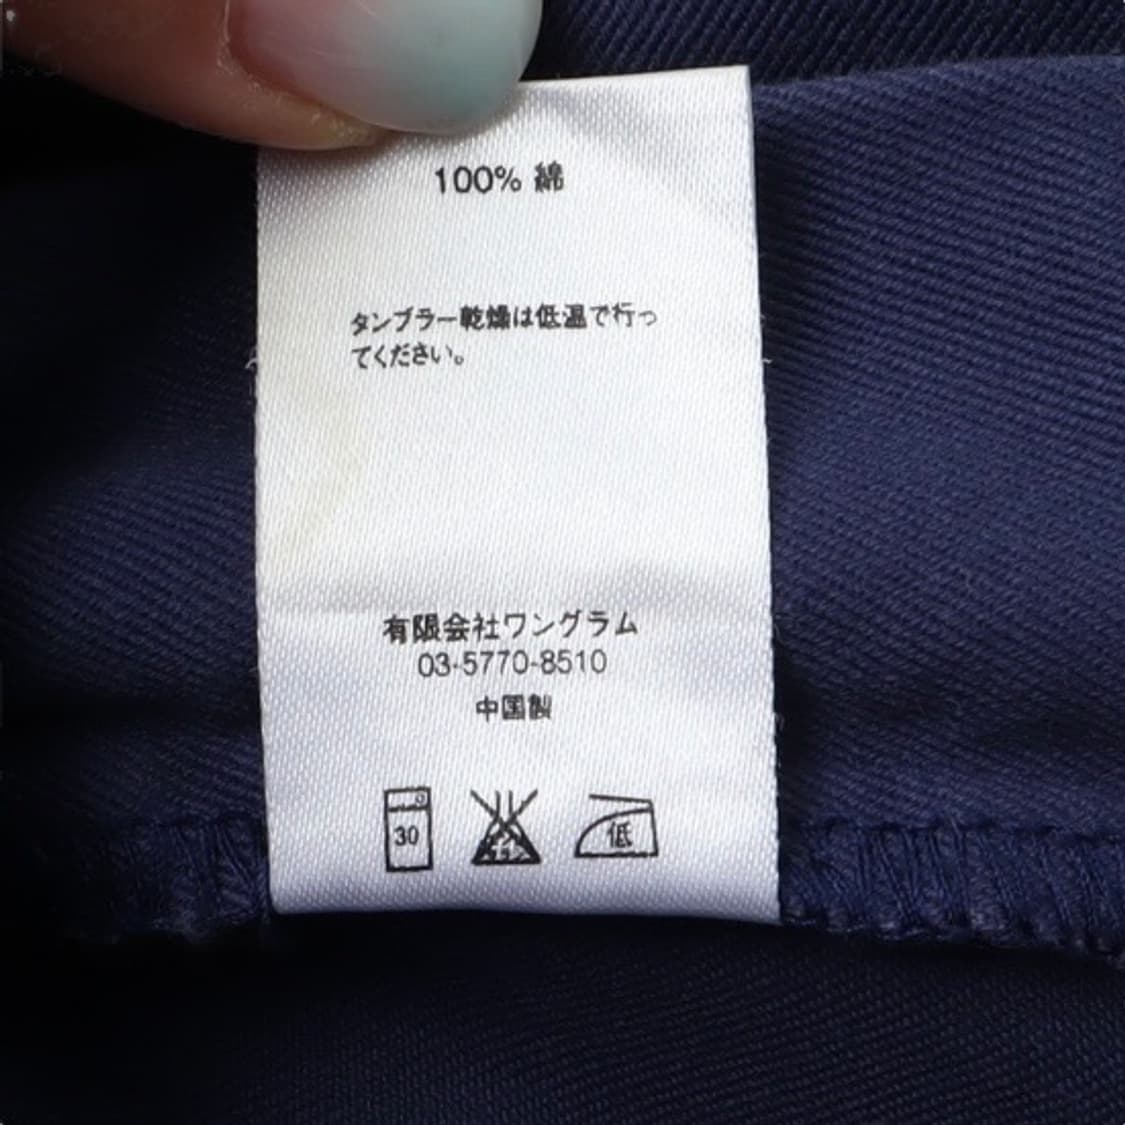 100% 綿
タンブラー乾燥は低温で行っ
てください。
有限会社ワングラム
03-5770-8510
中国製
30
低